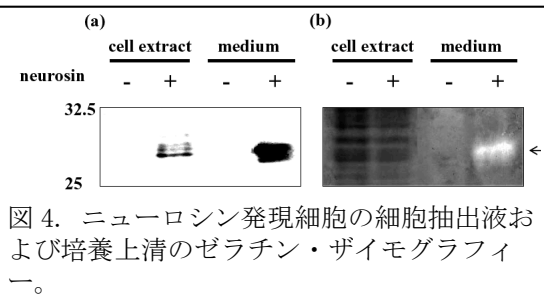 (a) (b)
cell extract medium cell extract medium
neurosin - + - + - + - +
32.5
25
図 4. ニューロシン発現細胞の細胞抽出液お
よび培養上清のゼラチン・ザイモグラフィ
ー。